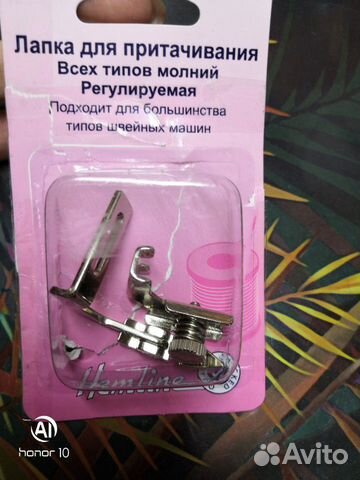 Лапка для притачивания
Всех типов молний
Регулируемая
Подходит для большинства
типов швейных машин
Hemline
AI
honor 10
Avito